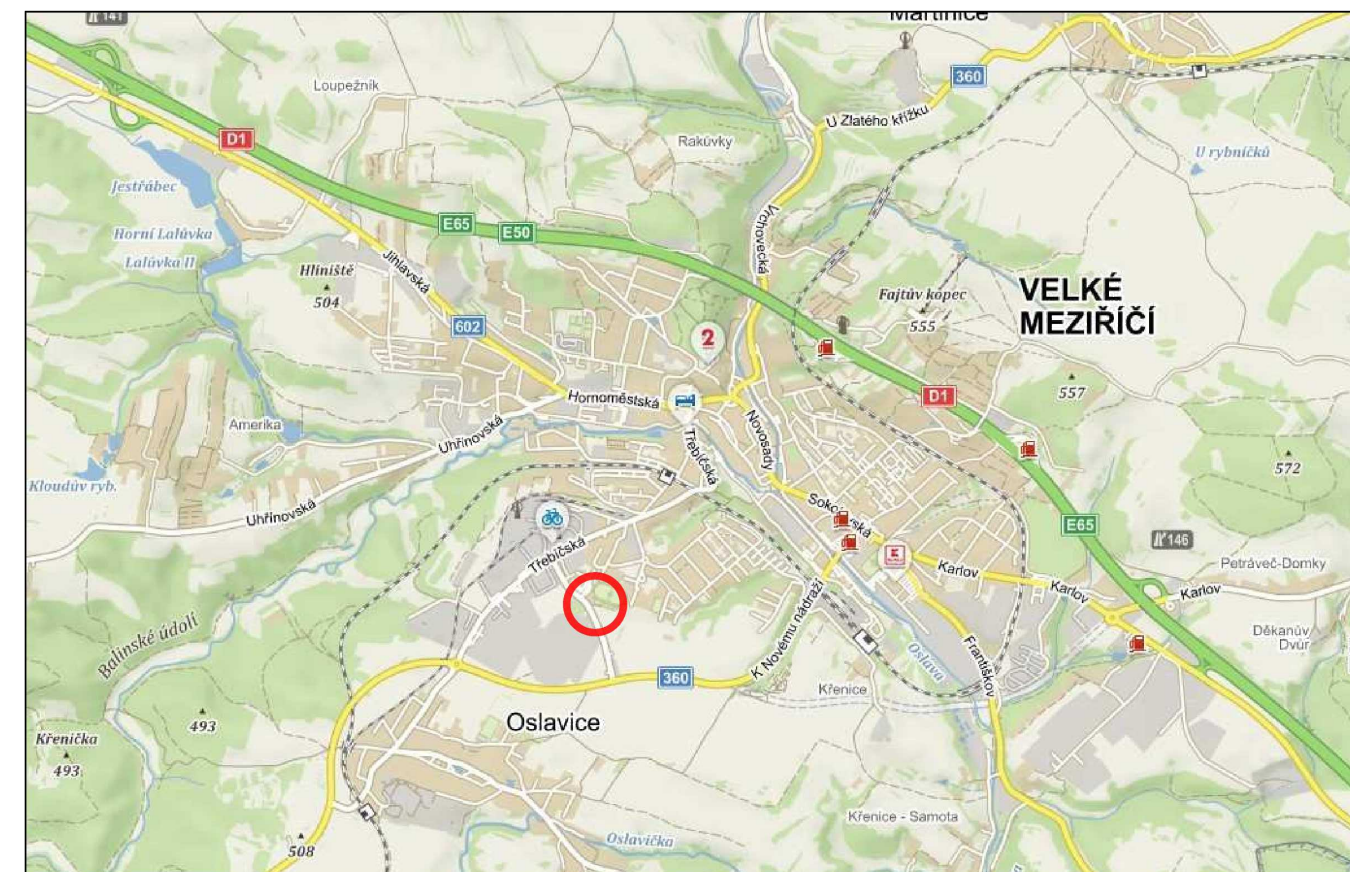 141
Martinice
Loupežník
360
U Zlatého křížku
D1
Rakůvky
U rybníčků
Jestřábec
Vrchovecká
E65
E50
Horní Lalůvka
Lalůvka II
Jihlavská
Hliniště
504
Fajtův kopec
555
VELKÉ
MEZIŘÍČÍ
602
2
557
Hornoměstská
D1
Amerika
Uhřínovská
Třebíčská
Novosady
572
Kloudův ryb.
Uhřínovská
Sokolovská
E65
146
Třebíčská
K
Karlov
Petráveč-Domky
Karlov
Karlov
Balinské údolí
K Novému nádraží
Oslava
Františkov
Děkanův
Dvůr
360
Křenice
493
Oslavice
Křenička
493
Křenice - Samota
Oslavička
508